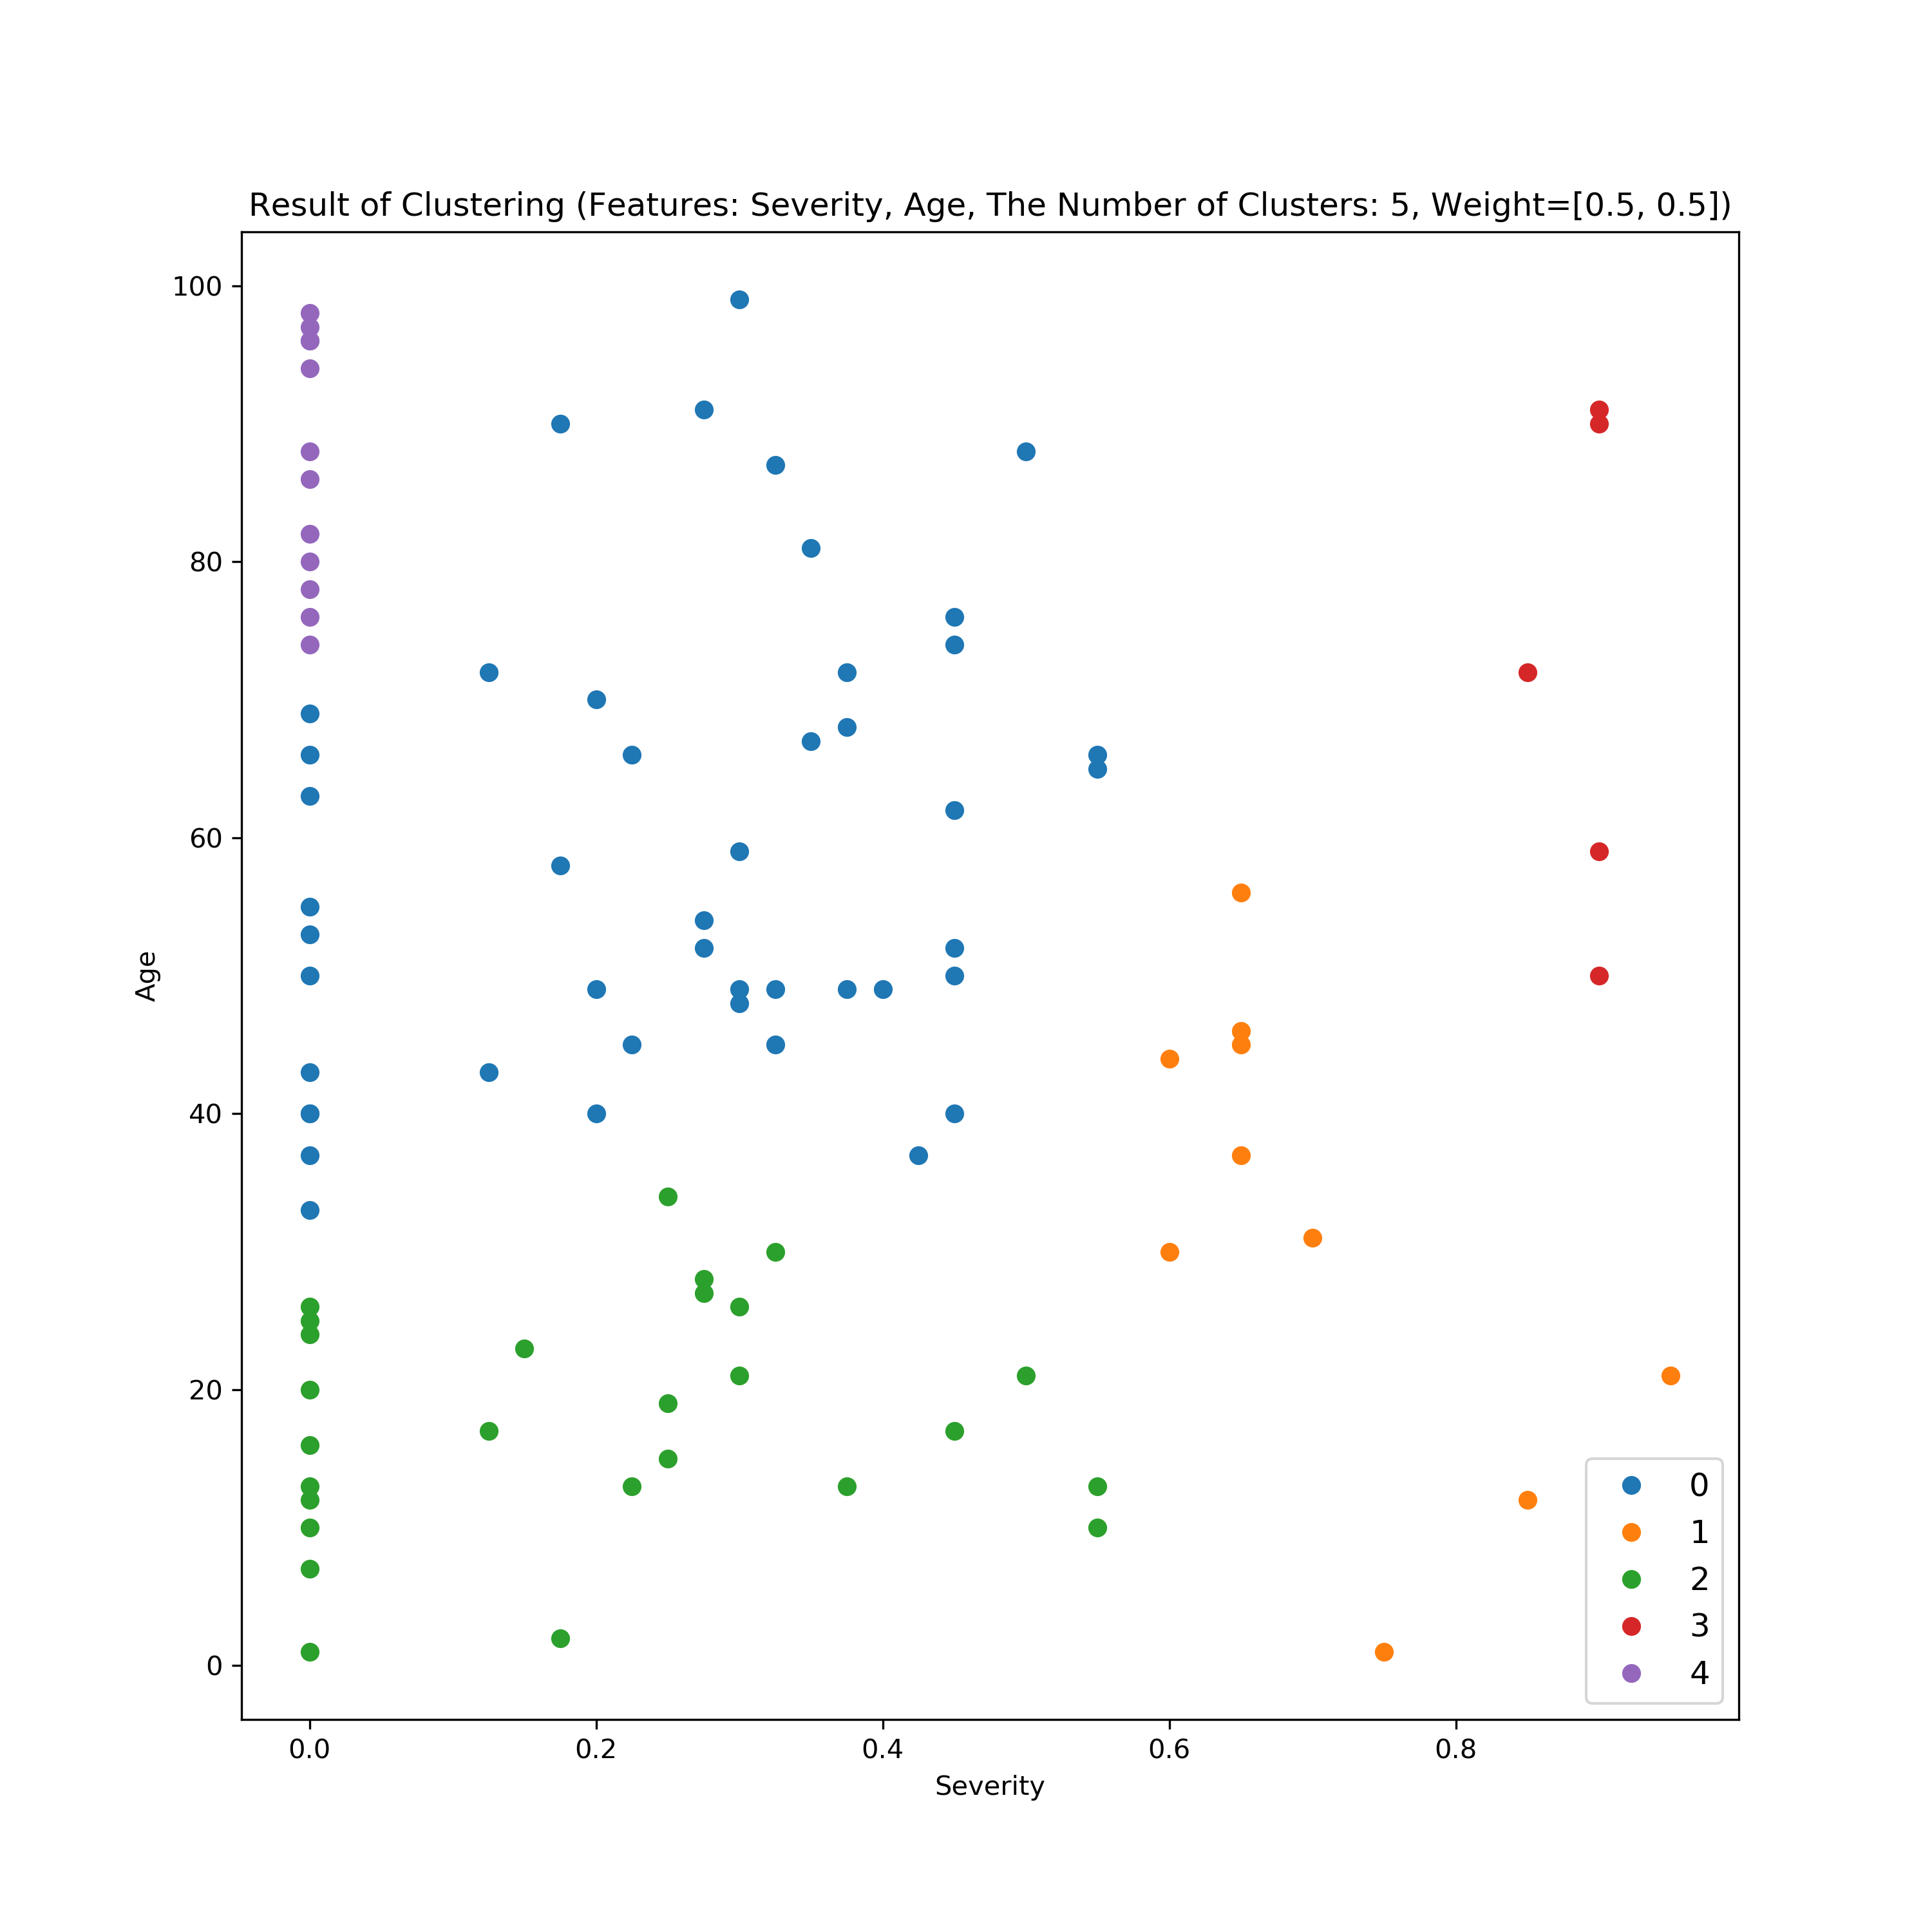 Result of Clustering (Features: Severity, Age, The Number of Clusters: 5, Weight=[0.5, 0.5])
100
80
60
40
20
0
Age
0.0 0.2 0.4 0.6 0.8
Severity
0
1
2
3
4